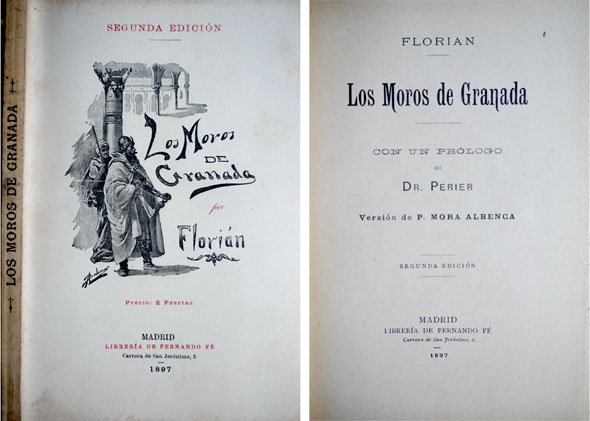 LOS MOROS DE GRANADA
SEGUNDA EDICIÓN
Los Moros
DE
Granada
por
Florián
Precio: 2 Pesetas
MADRID
LIBRERÍA DE FERNANDO FÉ
Carrera de San Jerónimo, 2
1897
FLORIAN
Los Moros de Granada
CON UN PRÓLOGO
del
DR. PERIER
Versión de P. MORA ALBENCA
SEGUNDA EDICIÓN
MADRID
LIBRERÍA DE FERNANDO FÉ
Carrera de San Jerónimo, 2.
1897